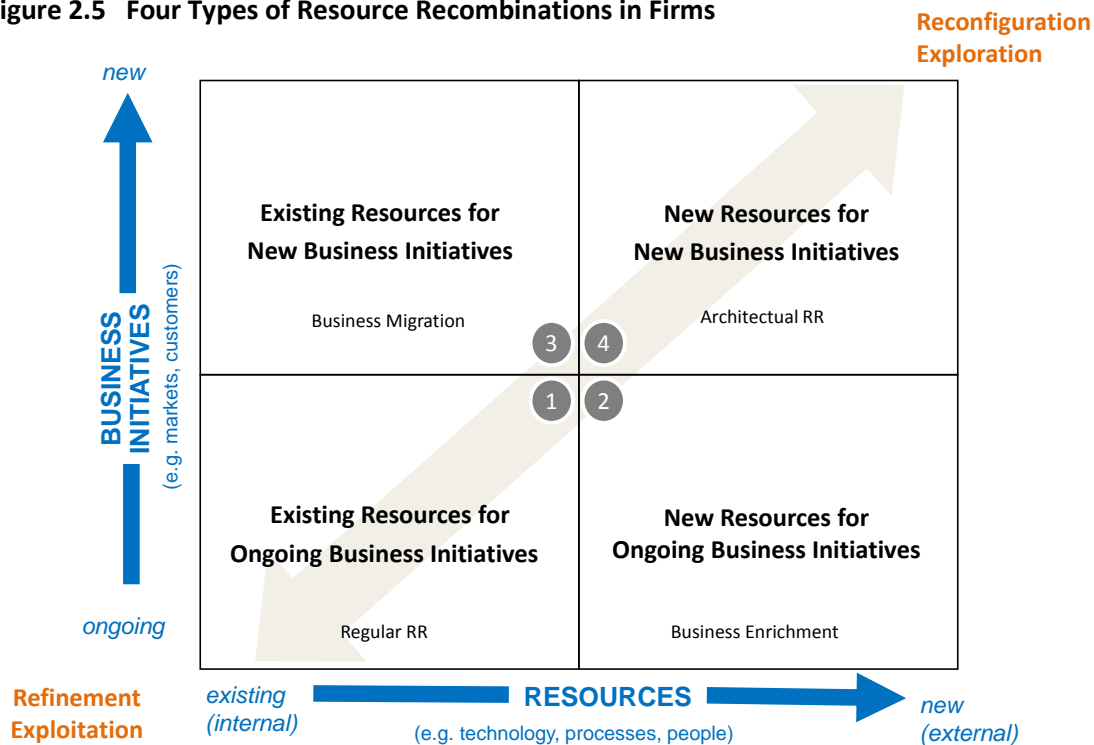 igure 2.5 Four Types of Resource Recombinations in Firms
Reconfiguration
Exploration
new
Existing Resources for
New Business Initiatives
Business Migration
New Resources for
New Business Initiatives
Architectual RR
3
4
1
2
BUSINESS
INITIATIVES
(e.g. markets, customers)
Existing Resources for
Ongoing Business Initiatives
Regular RR
New Resources for
Ongoing Business Initiatives
Business Enrichment
ongoing
Refinement
Exploitation
existing
(internal)
RESOURCES
(e.g. technology, processes, people)
new
(external)